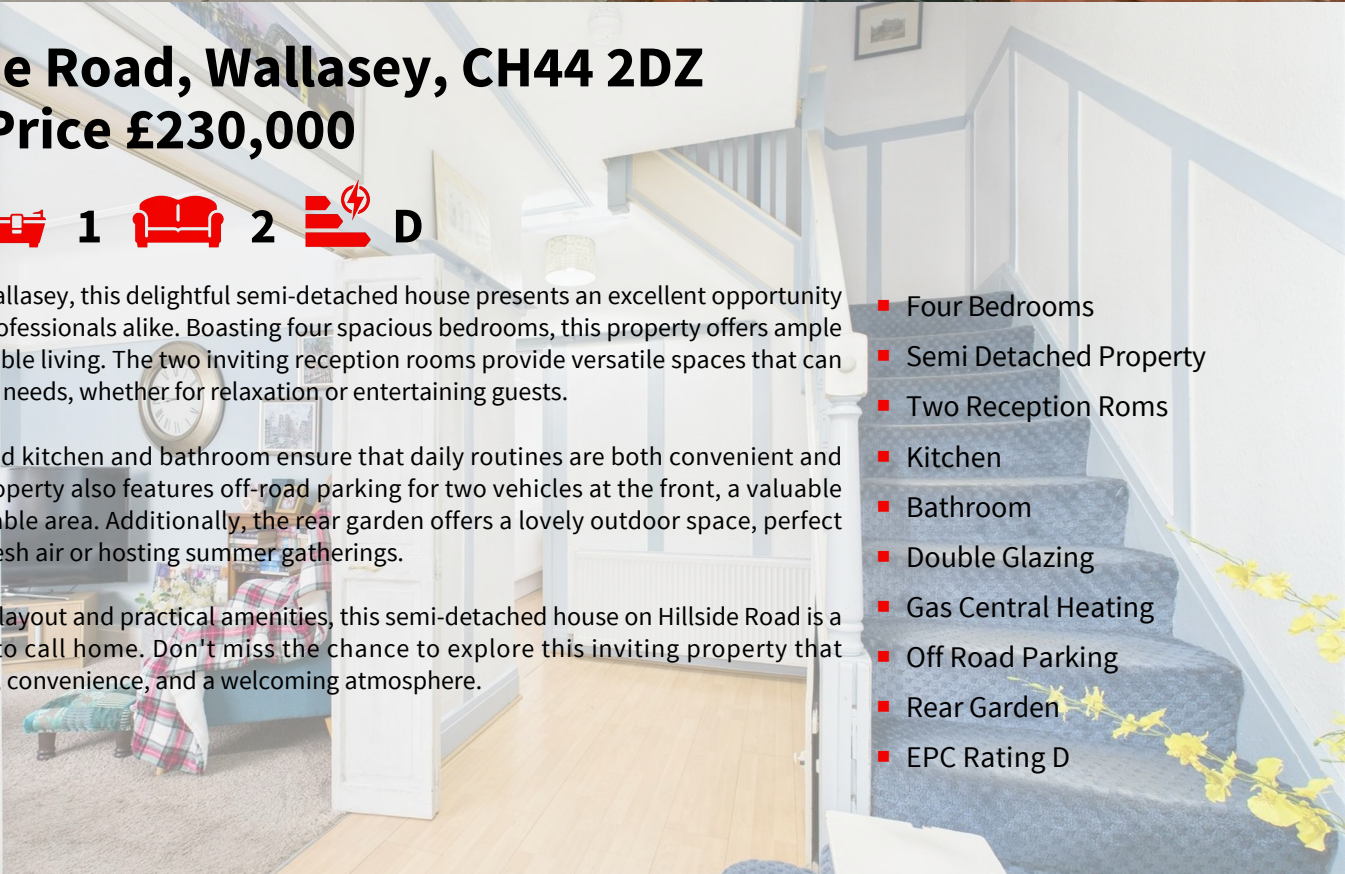 e Road, Wallasey, CH44 2DZ
Price £230,000
1 2 D
allasey, this delightful semi-detached house presents an excellent opportunity
ofessionals alike. Boasting four spacious bedrooms, this property offers ample
ble living. The two inviting reception rooms provide versatile spaces that can
needs, whether for relaxation or entertaining guests.
d kitchen and bathroom ensure that daily routines are both convenient and
operty also features off-road parking for two vehicles at the front, a valuable
able area. Additionally, the rear garden offers a lovely outdoor space, perfect
esh air or hosting summer gatherings.
layout and practical amenities, this semi-detached house on Hillside Road is a
to call home. Don't miss the chance to explore this inviting property that
, convenience, and a welcoming atmosphere.
Four Bedrooms
Semi Detached Property
Two Reception Roms
Kitchen
Bathroom
Double Glazing
Gas Central Heating
Off Road Parking
Rear Garden
EPC Rating D